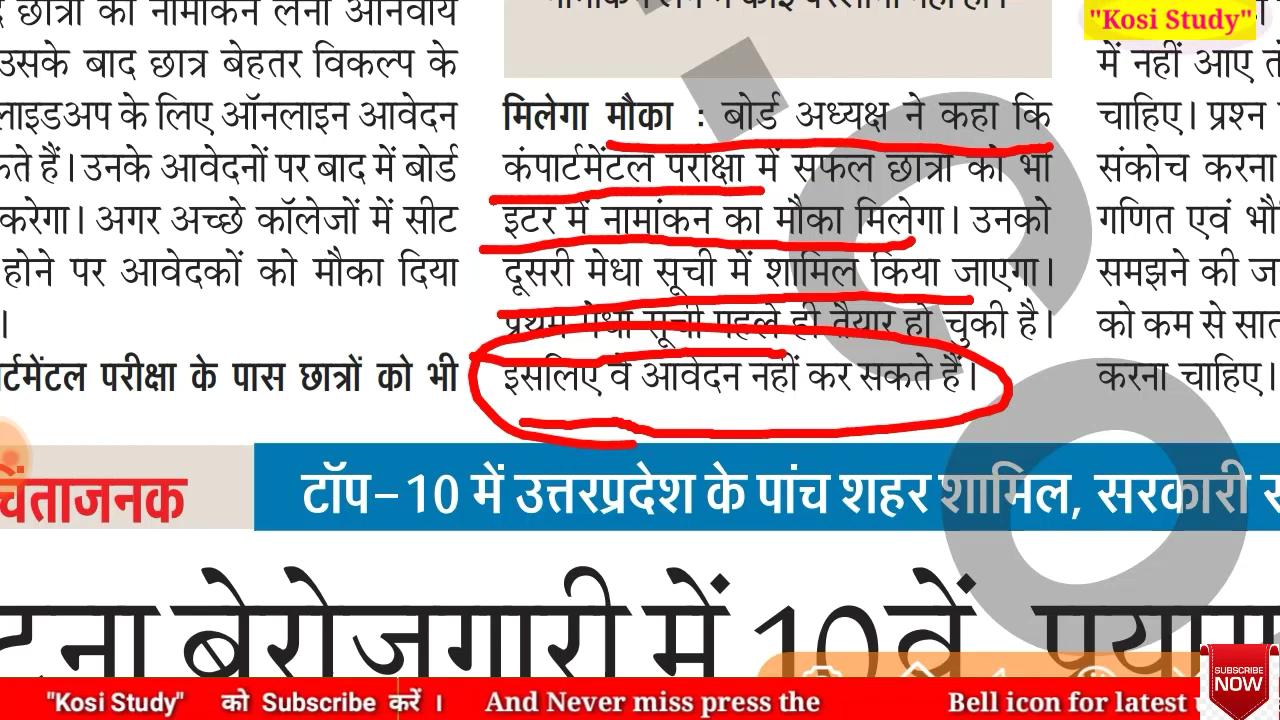 छात्रों का नामांकन लेना अनिवार्य
उसके बाद छात्र बेहतर विकल्प के
लाइडअप के लिए ऑनलाइन आवेदन
कते हैं। उनके आवेदनों पर बाद में बोर्ड
करेगा। अगर अच्छे कॉलेजों में सीट
होने पर आवेदकों को मौका दिया
।
र्टमेंटल परीक्षा के पास छात्रों को भी
मिलेगा मौका : बोर्ड अध्यक्ष ने कहा कि
कंपार्टमेंटल परीक्षा में सफल छात्रों को भी
इंटर में नामांकन का मौका मिलेगा। उनको
दूसरी मेधा सूची में शामिल किया जाएगा।
प्रथम मेधा सूची पहले ही तैयार हो चुकी है।
इसलिए वे आवेदन नहीं कर सकते हैं।
"Kosi Study"
में नहीं आए
चाहिए। प्रश्न
संकोच करना
गणित एवं
समझने की
को कम से
करना चाहिए।
चिंताजनक
टॉप-10 में उत्तरप्रदेश के पांच शहर शामिल, सरकारी
टना बेरोजगारी में 10वें
"Kosi Study" को Subscribe करें । And Never miss press the Bell icon for latest
SUBSCRIBE
NOW